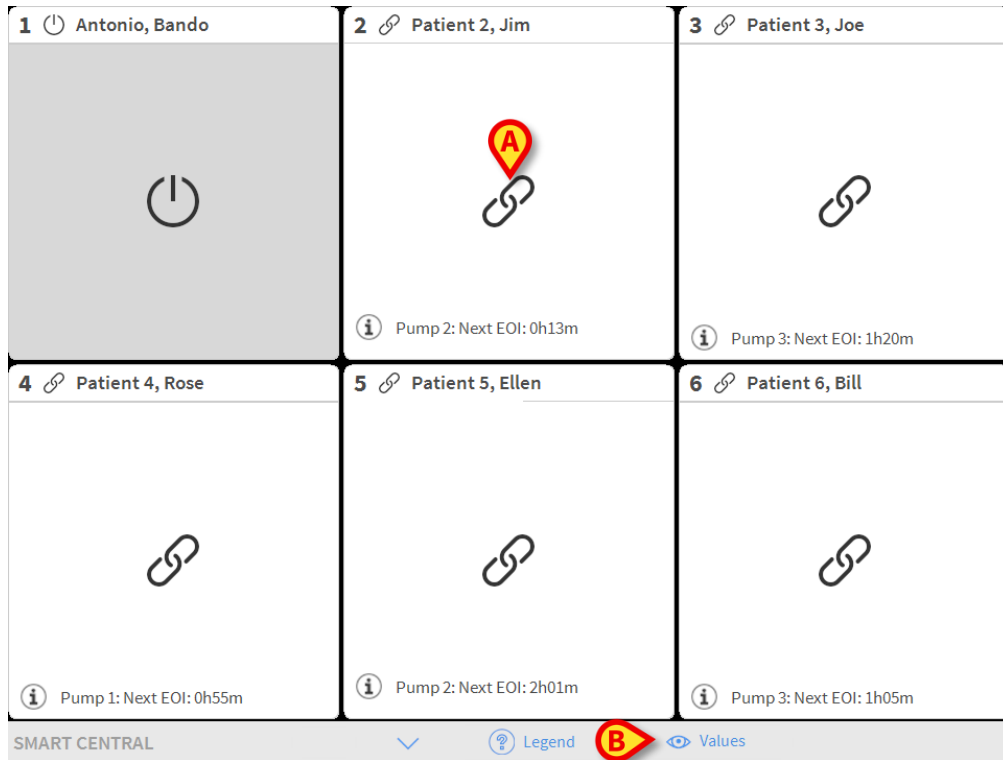 1 Antonio, Bando
2 Patient 2, Jim
3 Patient 3, Joe
A
Pump 2: Next EOI: 0h13m
Pump 3: Next EOI: 1h20m
4 Patient 4, Rose
5 Patient 5, Ellen
6 Patient 6, Bill
Pump 1: Next EOI: 0h55m
Pump 2: Next EOI: 2h01m
Pump 3: Next EOI: 1h05m
SMART CENTRAL
? Legend
B
Values